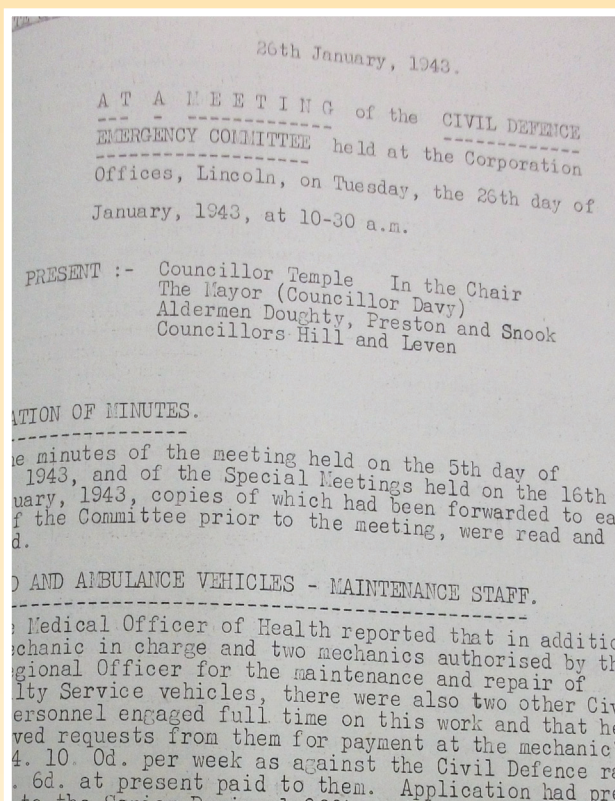 26th January, 1943.
A T A M E E T I N G of the CIVIL DEFENCE
EMERGENCY COMMITTEE held at the Corporation
Offices, Lincoln, on Tuesday, the 26th day of
January, 1943, at 10-30 a.m.
PRESENT :- Councillor Temple In the Chair
The Mayor (Councillor Davy)
Aldermen Doughty, Preston and Snook
Councillors Hill and Leven
ATION OF MINUTES.
e minutes of the meeting held on the 5th day of
1943, and of the Special Meetings held on the 16th
uary, 1943, copies of which had been forwarded to ea
f the Committee prior to the meeting, were read and
d.
D AND AMBULANCE VEHICLES - MAINTENANCE STAFF.
e Medical Officer of Health reported that in additio
chanic in charge and two mechanics authorised by th
gional Officer for the maintenance and repair of
lty Service vehicles, there were also two other Civ
ersonnel engaged full time on this work and that he
ved requests from them for payment at the mechanic
4. 10. 0d. per week as against the Civil Defence ra
. 6d. at present paid to them. Application had pre